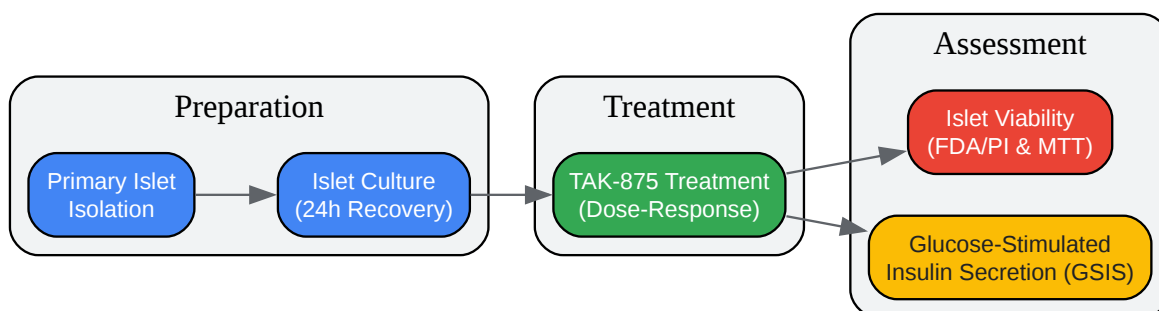 Preparation
Primary Islet
Isolation
Islet Culture
(24h Recovery)
Treatment
TAK-875 Treatment
(Dose-Response)
Assessment
Islet Viability
(FDA/PI & MTT)
Glucose-Stimulated
Insulin Secretion (GSIS)